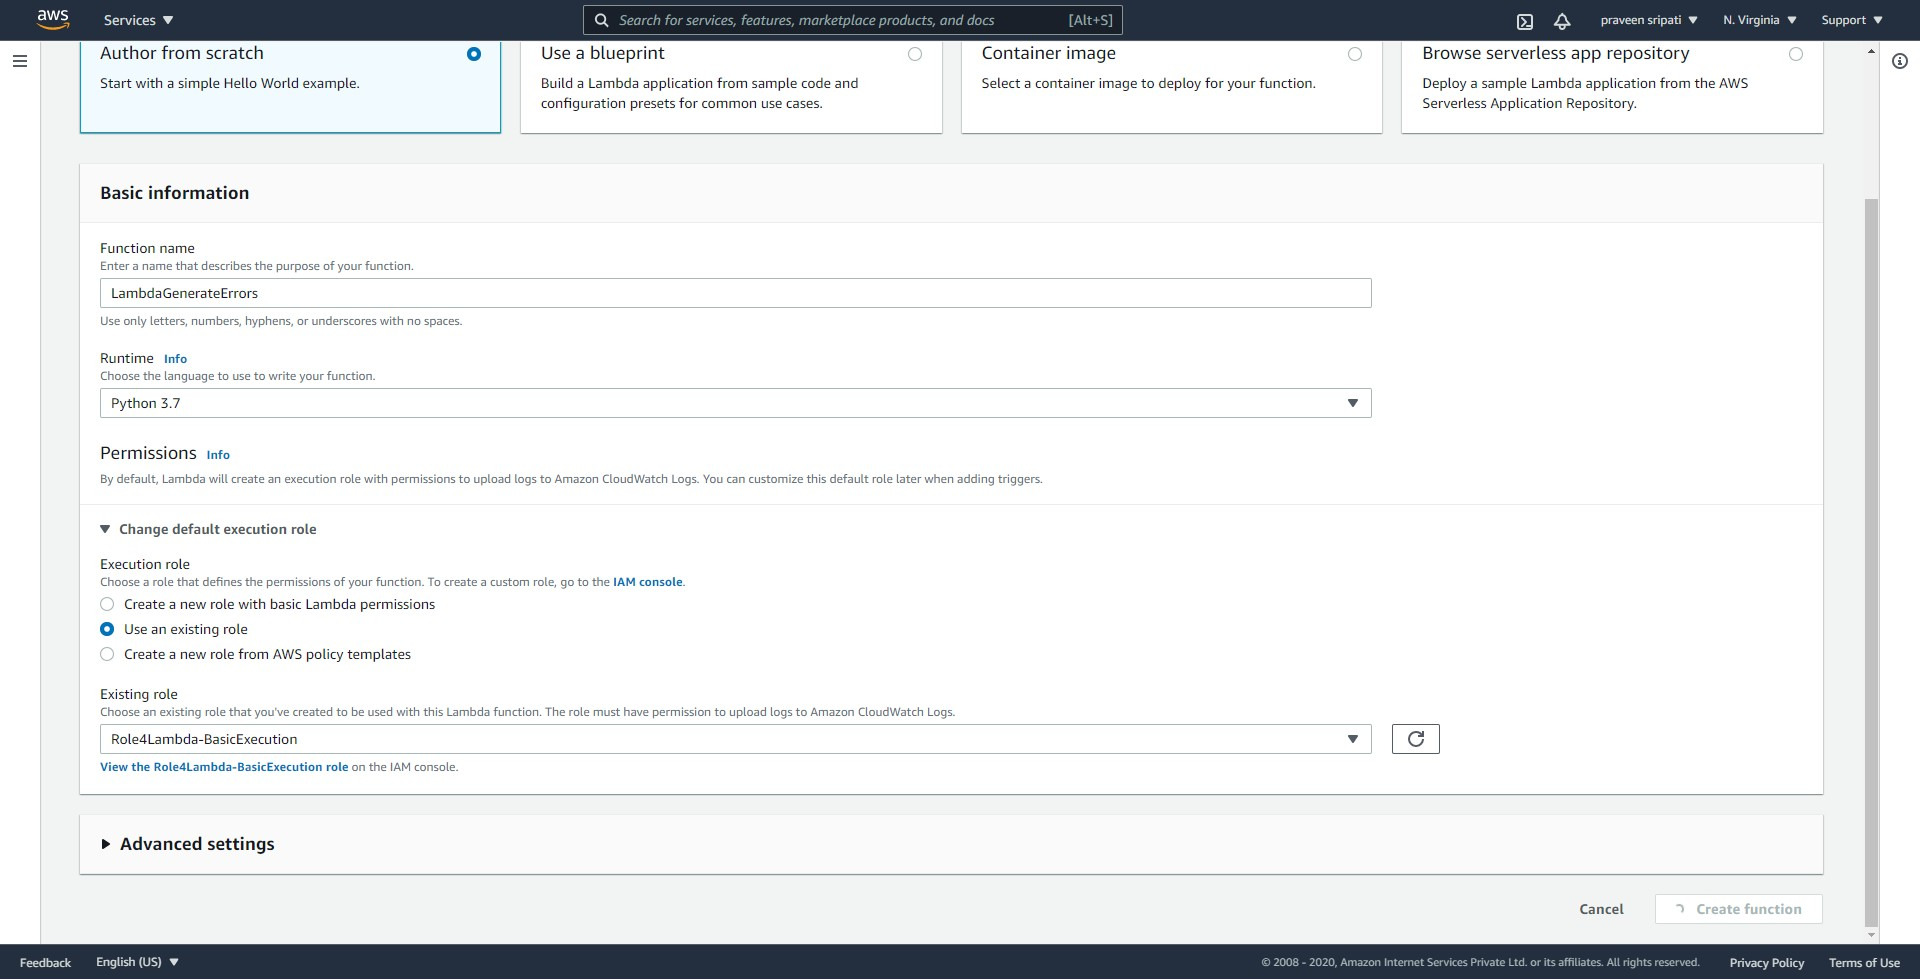 aws
Services
Search for services, features, marketplace products, and docs
[Alt+S]
praveen sripati
N. Virginia
Support
Author from scratch
Start with a simple Hello World example.
Use a blueprint
Build a Lambda application from sample code and
configuration presets for common use cases.
Container image
Select a container image to deploy for your function.
Browse serverless app repository
Deploy a sample Lambda application from the AWS
Serverless Application Repository.
Basic information
Function name
Enter a name that describes the purpose of your function.
LambdaGenerateErrors
Use only letters, numbers, hyphens, or underscores with no spaces.
Runtime Info
Choose the language to use to write your function.
Python 3.7
Permissions Info
By default, Lambda will create an execution role with permissions to upload logs to Amazon CloudWatch Logs. You can customize this default role later when adding triggers.
Change default execution role
Execution role
Choose a role that defines the permissions of your function. To create a custom role, go to the IAM console.
Create a new role with basic Lambda permissions
Use an existing role
Create a new role from AWS policy templates
Existing role
Choose an existing role that you've created to be used with this Lambda function. The role must have permission to upload logs to Amazon CloudWatch Logs.
Role4Lambda-BasicExecution
View the Role4Lambda-BasicExecution role on the IAM console.
Advanced settings
Cancel
Create function
Feedback
English (US)
© 2008 - 2020, Amazon Internet Services Private Ltd. or its affiliates. All rights reserved.
Privacy Policy
Terms of Use